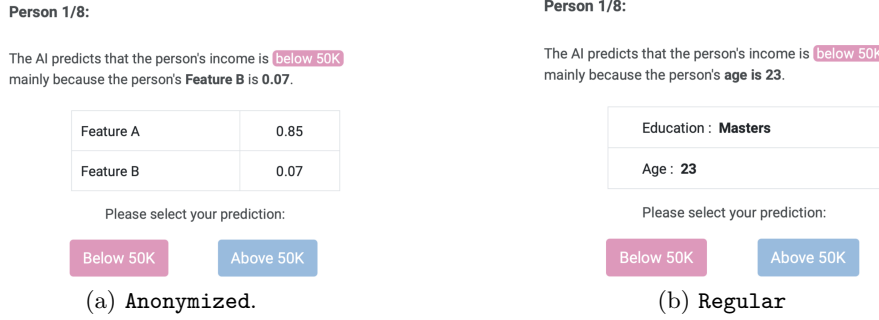 Person 1/8:
The AI predicts that the person's income is below 50K
mainly because the person's Feature B is 0.07.
Feature A 0.85
Feature B 0.07
Please select your prediction:
Below 50K Above 50K
(a) Anonymized.
Person 1/8:
The AI predicts that the person's income is below 50K
mainly because the person's age is 23.
Education : Masters
Age : 23
Please select your prediction:
Below 50K Above 50K
(b) Regular